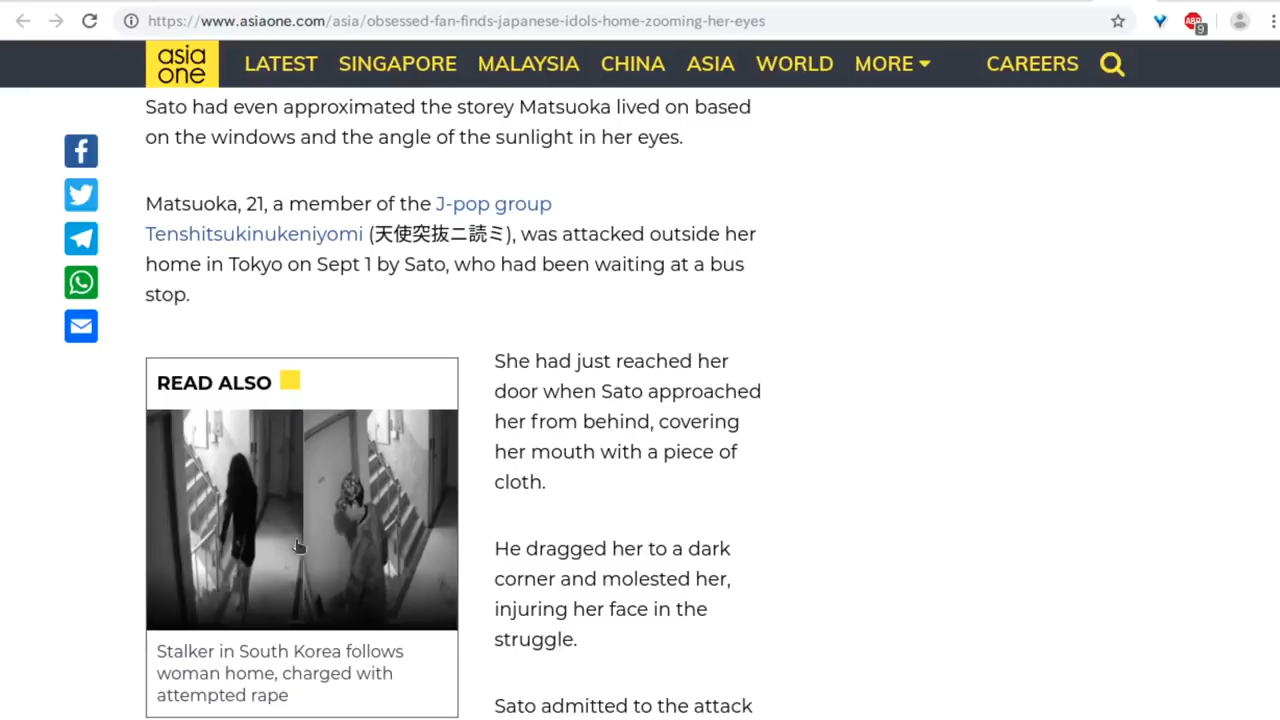 https://www.asiaone.com/asia/obsessed-fan-finds-japanese-idols-home-zooming-her-eyes
ABP
9
asia
one
LATEST SINGAPORE MALAYSIA CHINA ASIA WORLD MORE CAREERS
Sato had even approximated the storey Matsuoka lived on based
on the windows and the angle of the sunlight in her eyes.
Matsuoka, 21, a member of the J-pop group
Tenshitsukinukeniyomi (天使突抜ニ読ミ), was attacked outside her
home in Tokyo on Sept 1 by Sato, who had been waiting at a bus
stop.
READ ALSO
Stalker in South Korea follows
woman home, charged with
attempted rape
She had just reached her
door when Sato approached
her from behind, covering
her mouth with a piece of
cloth.
He dragged her to a dark
corner and molested her,
injuring her face in the
struggle.
Sato admitted to the attack